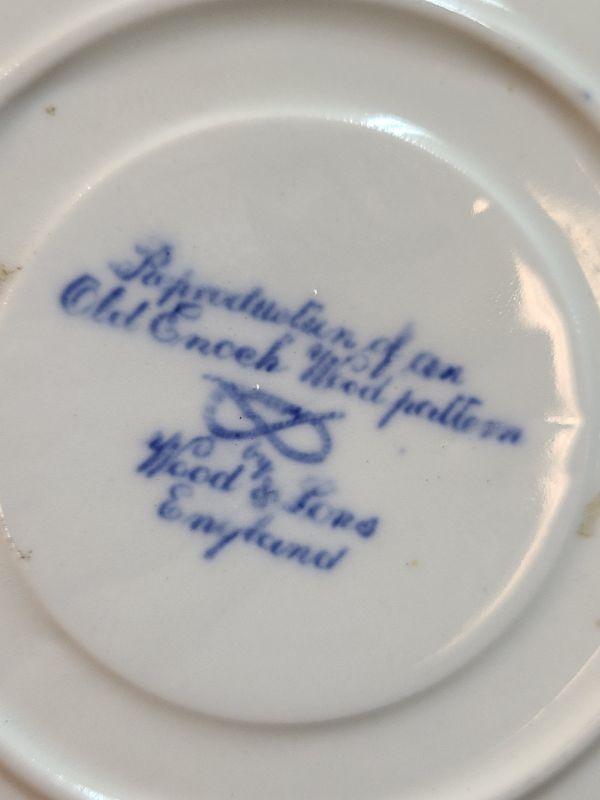 Reproduction of an
Old Enoch Wood pattern
by
Wood & Sons
England